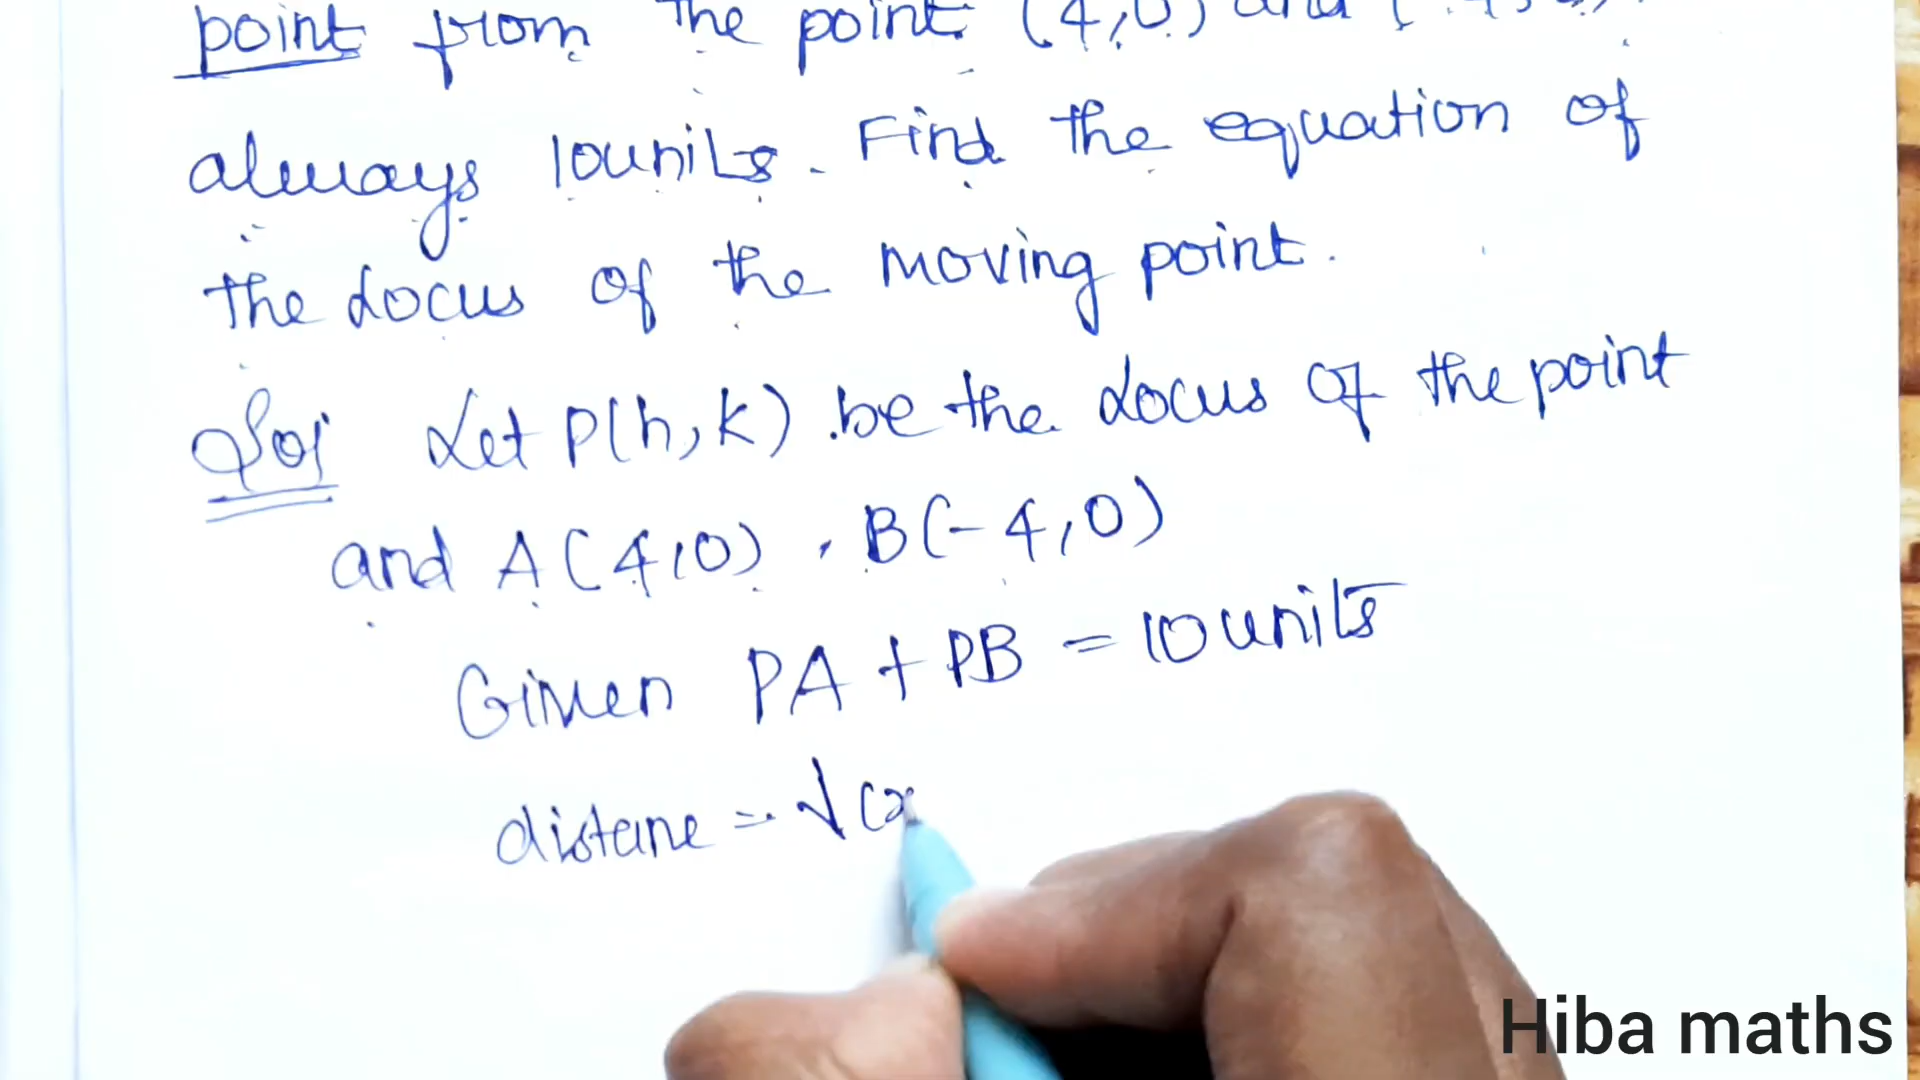 point from the point (4,0) and
always 10units. Find the equation of
the Locus of the moving point.
Sol Let P(h,k) be the Locus of the point
and A(4,0), B(-4,0)
Given PA + PB = 10 units
distane = √(x
Hiba maths